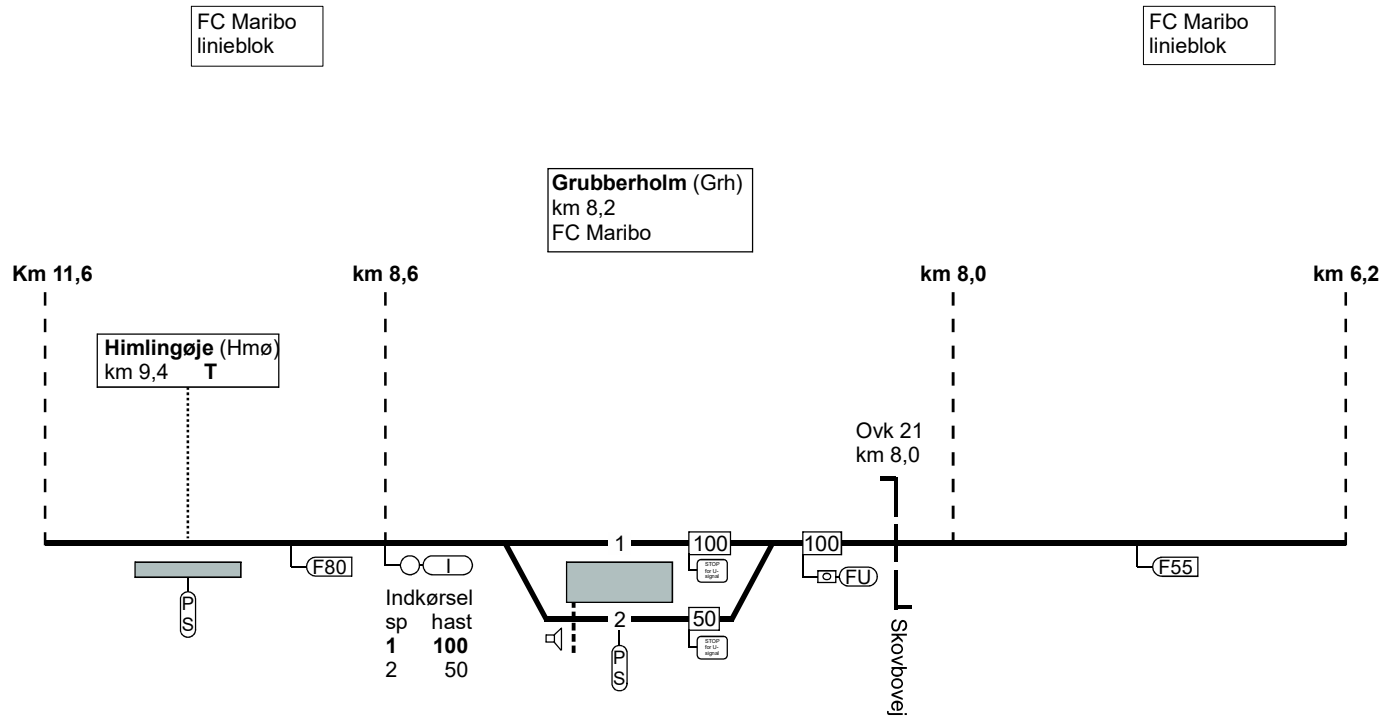 FC Maribo
linieblok
FC Maribo
linieblok
Grubberholm (Grh)
km 8,2
FC Maribo
Km 11,6
km 8,6
km 8,0
km 6,2
Himlingøje (Hmø)
km 9,4 T
Ovk 21
km 8,0
1
100
100
F80
I
STOP
for U-
signal
FU
F55
P
S
Indkørsel
sp hast
1 100
2 50
2
50
STOP
for U-
signal
P
S
Skovbovej